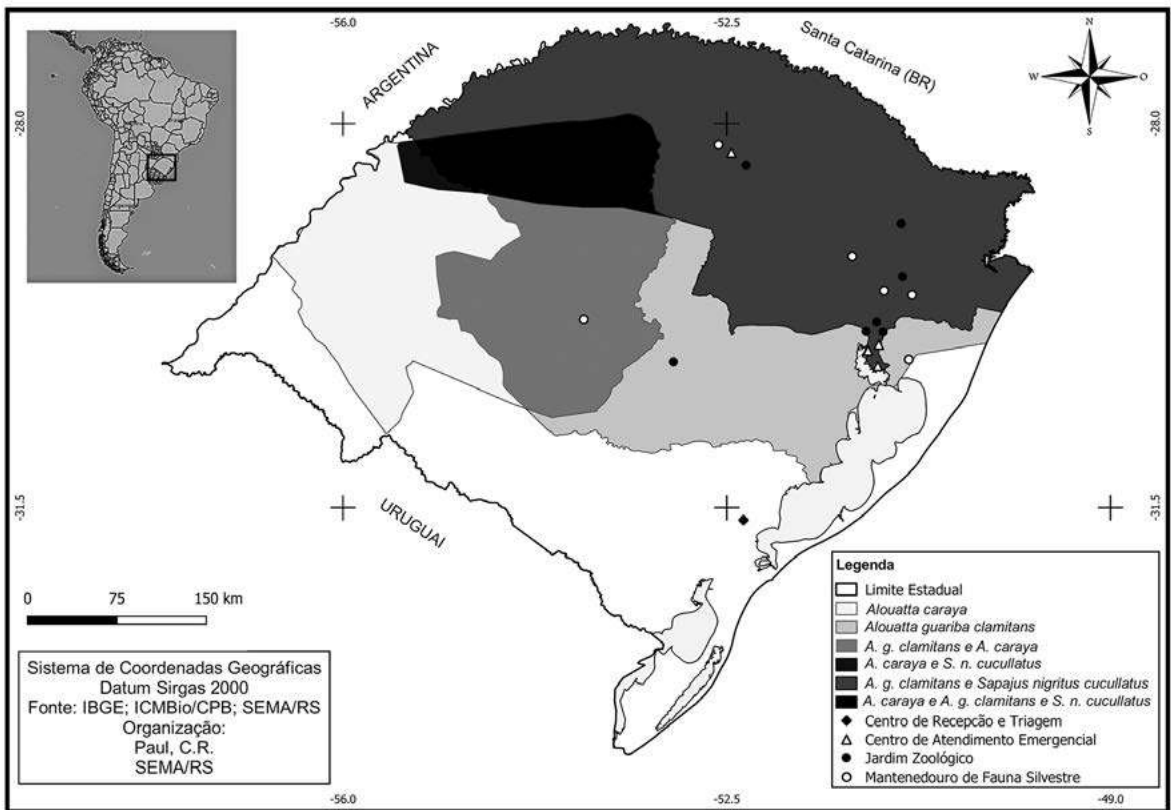 -56.0
-52.5
Santa Catarina (BR)
ARGENTINA
N
W
O
S
-28.0
-28.0
-31.5
-31.5
URUGUAI
0 75 150 km
Sistema de Coordenadas Geográficas
Datum Sirgas 2000
Fonte: IBGE; ICMBio/CPB; SEMA/RS
Organização:
Paul, C.R.
SEMA/RS
Legenda
Limite Estadual
Alouatta caraya
Alouatta guariba clamitans
A. g. clamitans e A. caraya
A. caraya e S. n. cucullatus
A. g. clamitans e Sapajus nigritus cucullatus
A. caraya e A. g. clamitans e S. n. cucullatus
Centro de Recepção e Triagem
Centro de Atendimento Emergencial
Jardim Zoológico
Mantenedouro de Fauna Silvestre
-56.0
-52.5
-49.0